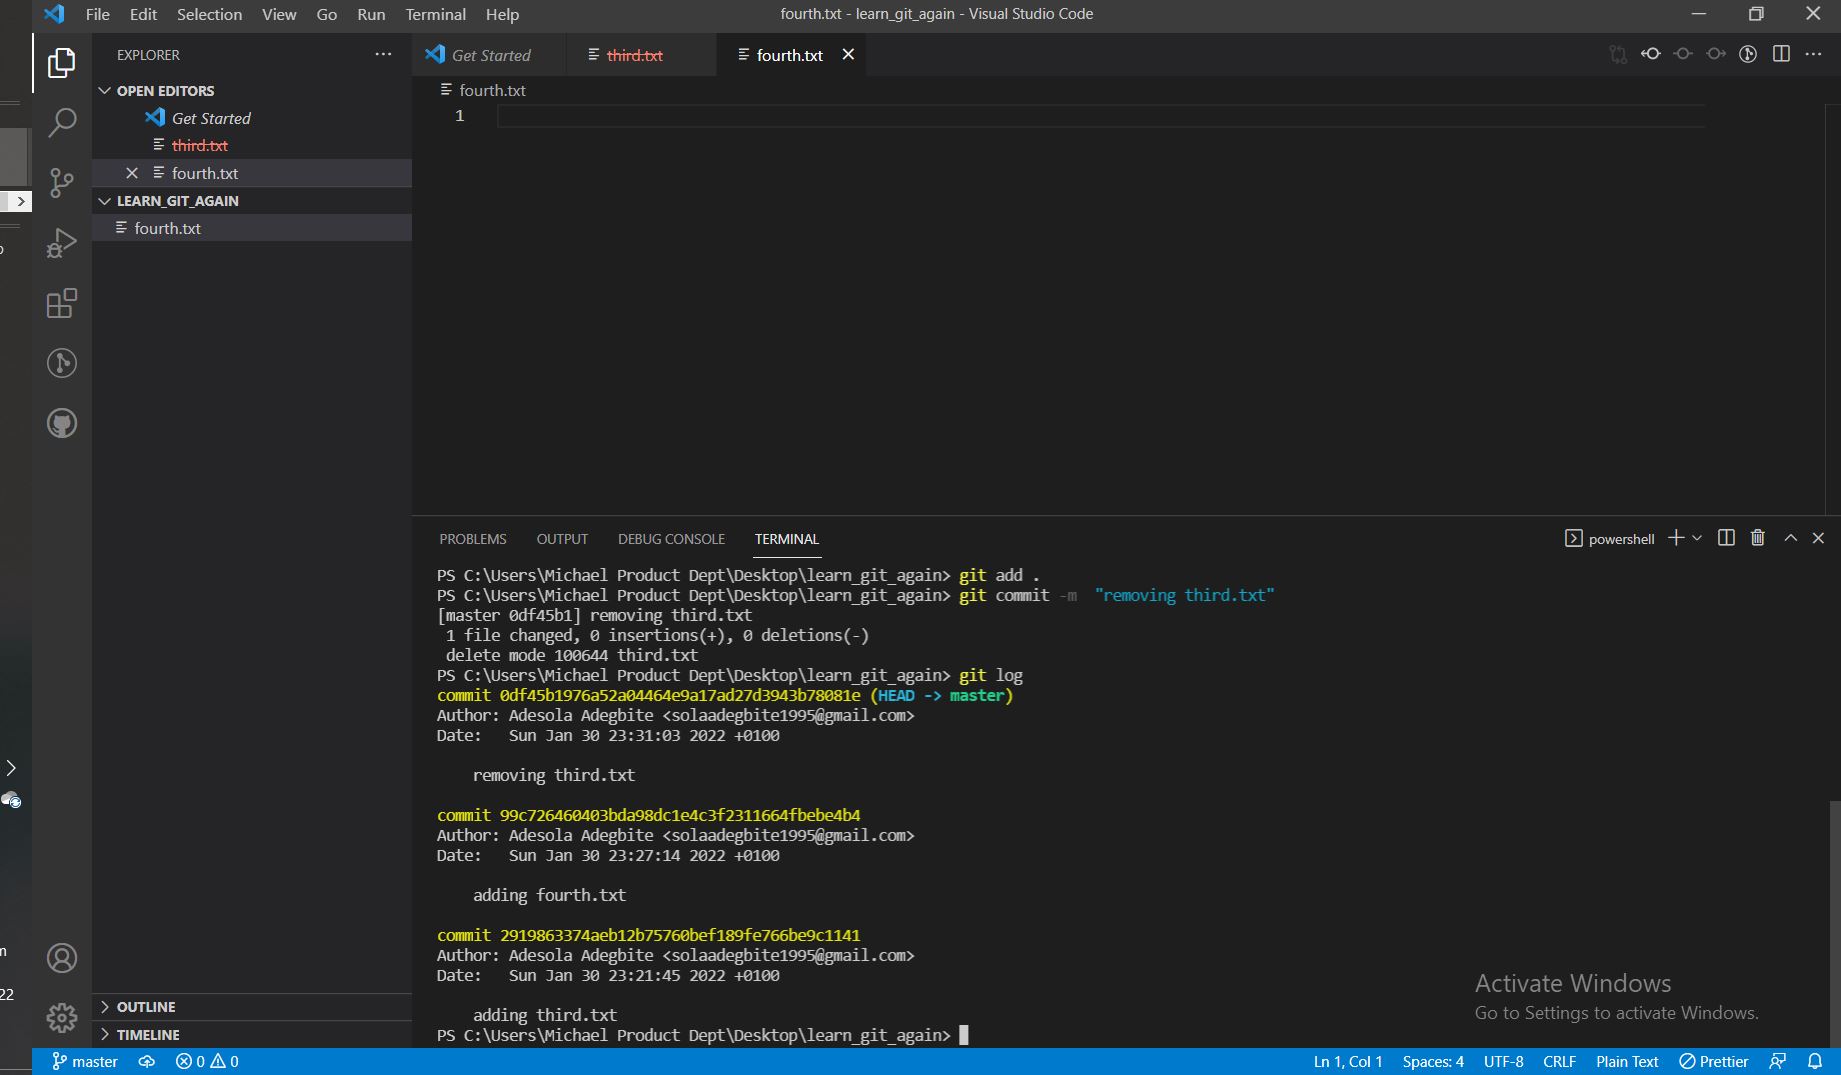 File Edit Selection View Go Run Terminal Help
fourth.txt - learn_git_again - Visual Studio Code
EXPLORER
OPEN EDITORS
Get Started
third.txt
fourth.txt
LEARN_GIT_AGAIN
fourth.txt
OUTLINE
TIMELINE
Get Started third.txt fourth.txt
fourth.txt
1
PROBLEMS OUTPUT DEBUG CONSOLE TERMINAL
powershell
PS C:\Users\Michael Product Dept\Desktop\learn_git_again> git add .
PS C:\Users\Michael Product Dept\Desktop\learn_git_again> git commit -m "removing third.txt"
[master 0df45b1] removing third.txt
1 file changed, 0 insertions(+), 0 deletions(-)
delete mode 100644 third.txt
PS C:\Users\Michael Product Dept\Desktop\learn_git_again> git log
commit 0df45b1976a52a04464e9a17ad27d3943b78081e (HEAD -> master)
Author: Adesola Adegbite <solaadegbite1995@gmail.com>
Date: Sun Jan 30 23:31:03 2022 +0100
removing third.txt
commit 99c726460403bda98dc1e4c3f2311664fbebe4b4
Author: Adesola Adegbite <solaadegbite1995@gmail.com>
Date: Sun Jan 30 23:27:14 2022 +0100
adding fourth.txt
commit 2919863374aeb12b75760bef189fe766be9c1141
Author: Adesola Adegbite <solaadegbite1995@gmail.com>
Date: Sun Jan 30 23:21:45 2022 +0100
adding third.txt
PS C:\Users\Michael Product Dept\Desktop\learn_git_again>
Activate Windows
Go to Settings to activate Windows.
22
master 0 0
Ln 1, Col 1 Spaces: 4 UTF-8 CRLF Plain Text Prettier